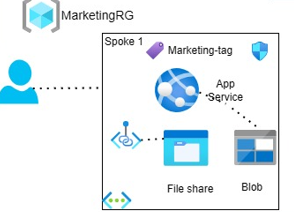 MarketingRG
Spoke 1
Marketing-tag
App
Service
File share
Blob